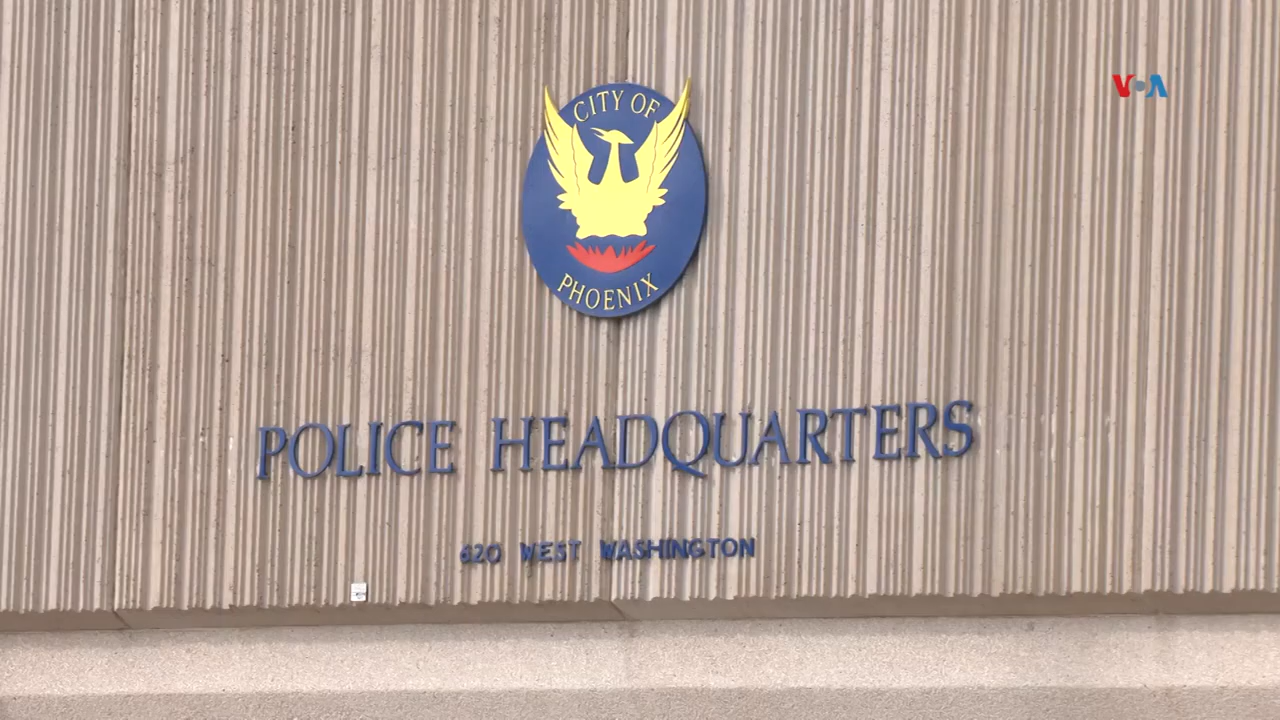 VOA
CITY OF
PHOENIX
POLICE HEADQUARTERS
620 WEST WASHINGTON